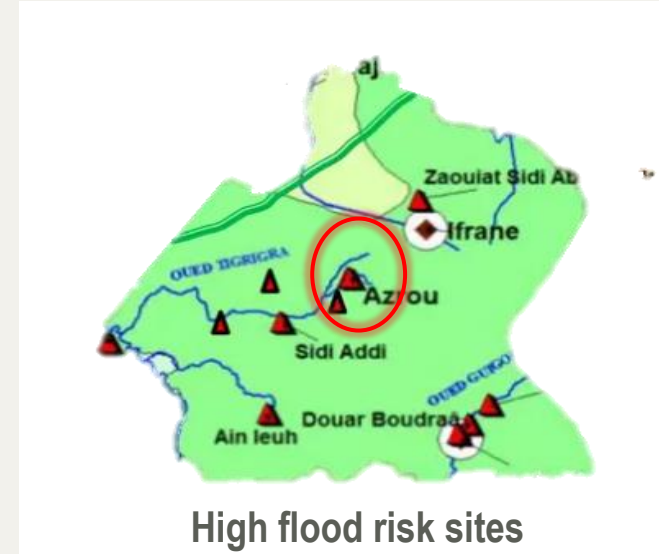 aj
Zaouiat Sidi Ab
Ifrane
OUED TIGRIGRA
Azrou
Sidi Addi
OUED GUIGO
Douar Boudraâ
Ain leuh
High flood risk sites